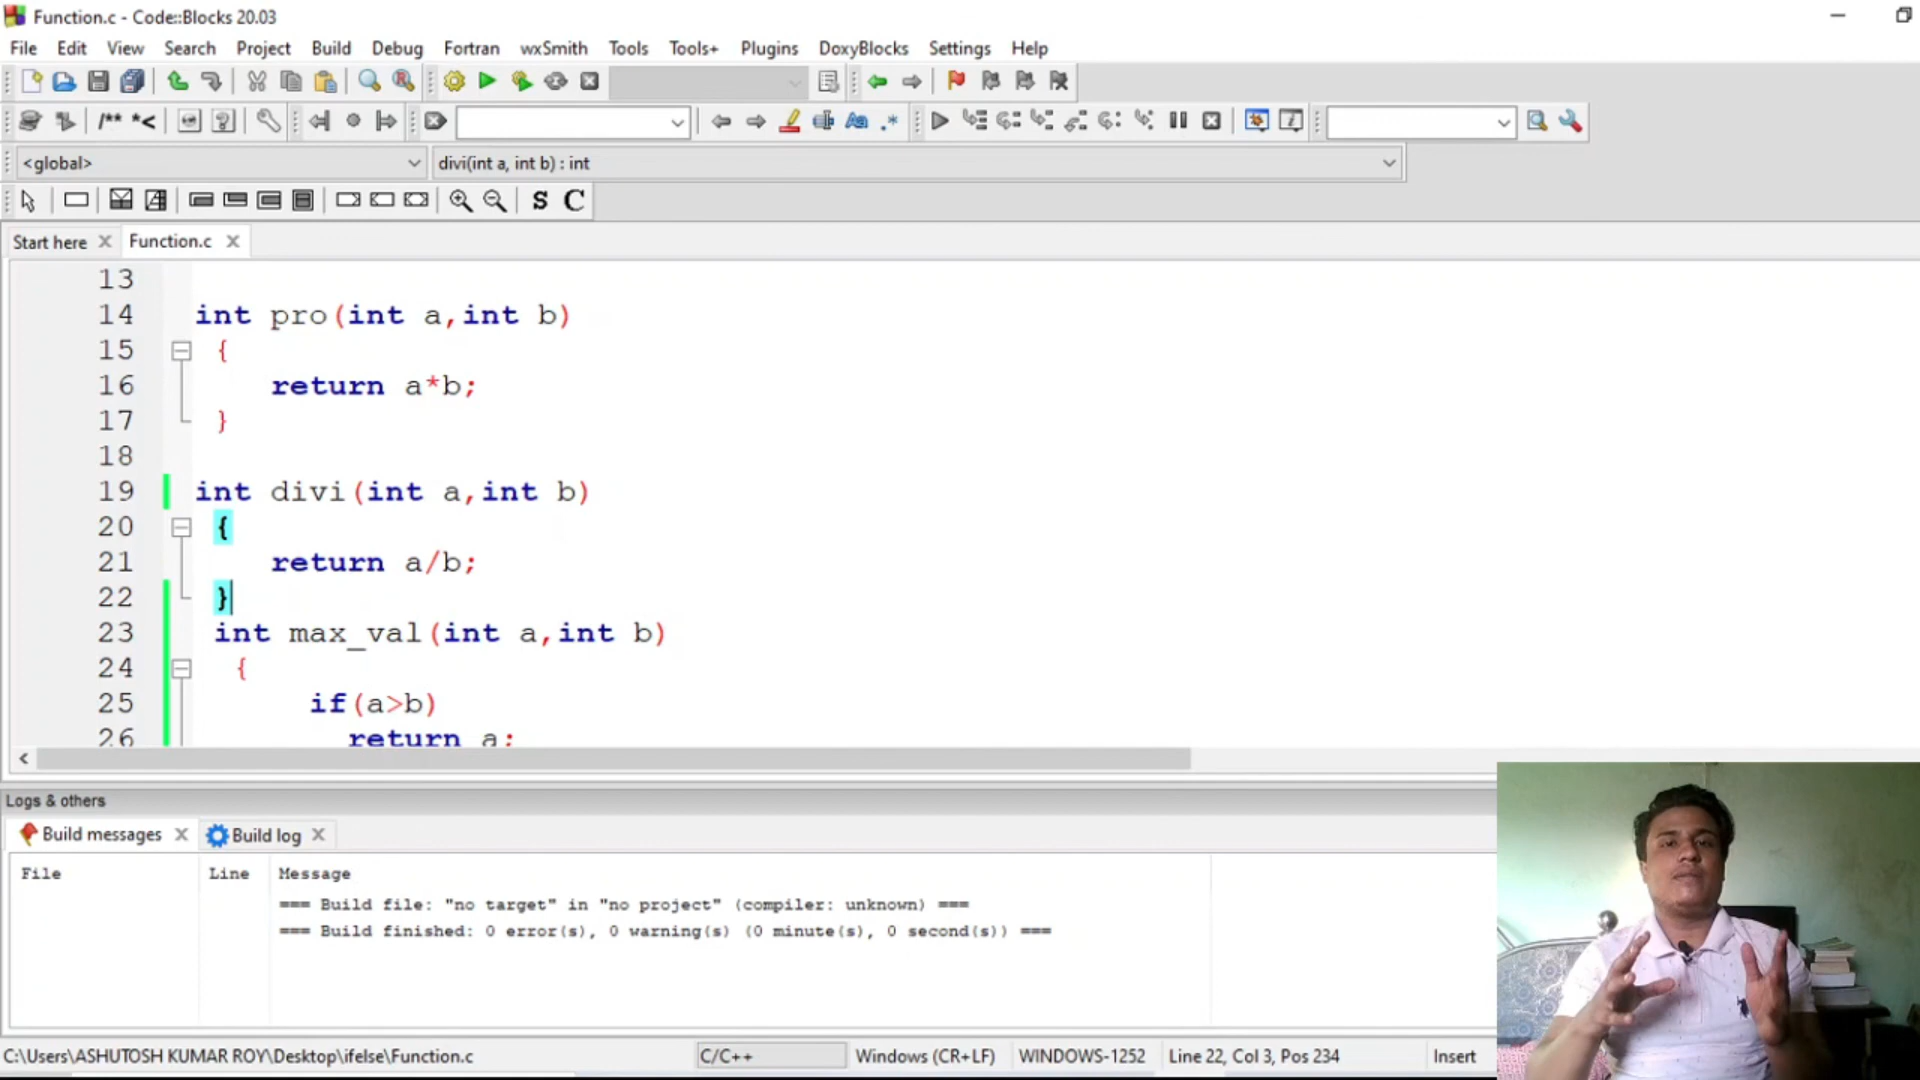 Function.c - Code::Blocks 20.03
File Edit View Search Project Build Debug Fortran wxSmith Tools Tools+ Plugins DoxyBlocks Settings Help
/** *<
Aa .*
<global> divi(int a, int b) : int
S C
Start here Function.c
13
14 int pro(int a,int b)
15 {
16 return a*b;
17 }
18
19 int divi(int a,int b)
20 {
21 return a/b;
22 }
23 int max_val(int a,int b)
24 {
25 if(a>b)
26 return a;
Logs & others
Build messages Build log
File Line Message
=== Build file: "no target" in "no project" (compiler: unknown) ===
=== Build finished: 0 error(s), 0 warning(s) (0 minute(s), 0 second(s)) ===
C:\Users\ASHUTOSH KUMAR ROY\Desktop\ifelse\Function.c C/C++ Windows (CR+LF) WINDOWS-1252 Line 22, Col 3, Pos 234 Insert